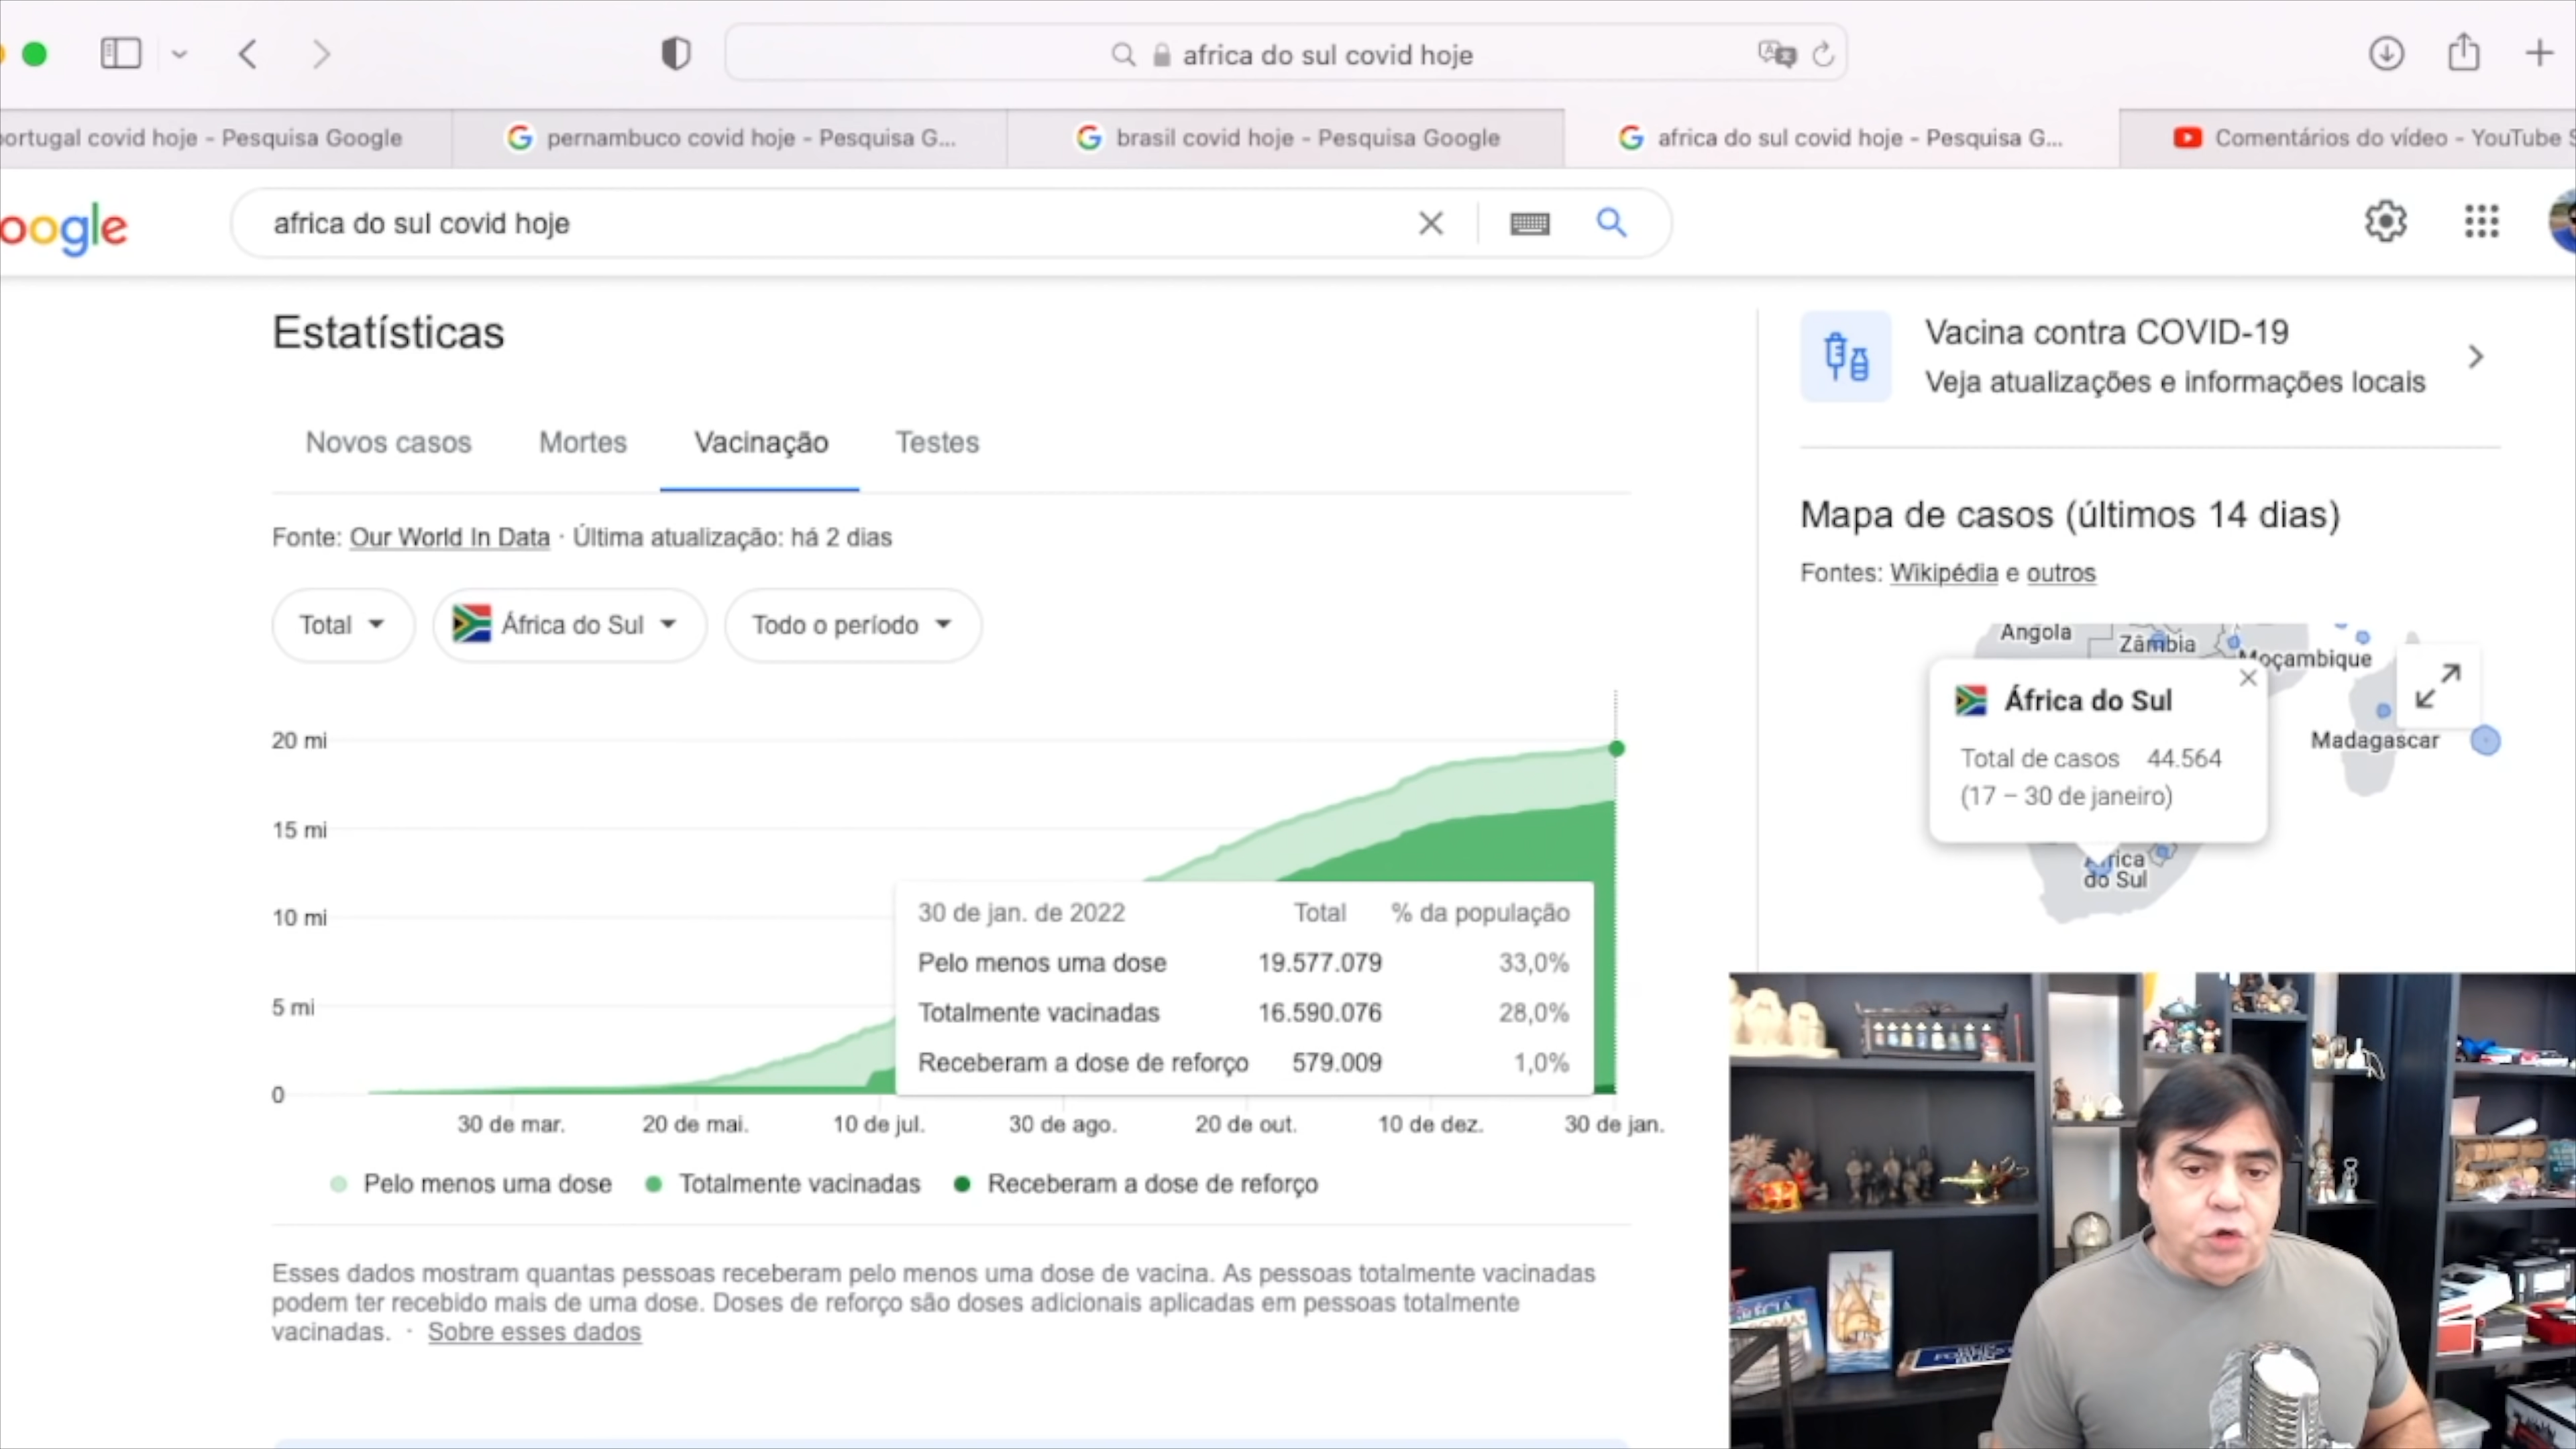 africa do sul covid hoje
portugal covid hoje - Pesquisa Google
pernambuco covid hoje - Pesquisa G...
brasil covid hoje - Pesquisa Google
africa do sul covid hoje - Pesquisa G...
Comentários do vídeo - YouTube S
oogle
africa do sul covid hoje
Estatísticas
Novos casos
Mortes
Vacinação
Testes
Fonte: Our World In Data · Última atualização: há 2 dias
Total
África do Sul
Todo o período
20 mi
15 mi
10 mi
5 mi
0
30 de jan. de 2022 Total % da população
Pelo menos uma dose 19.577.079 33,0%
Totalmente vacinadas 16.590.076 28,0%
Receberam a dose de reforço 579.009 1,0%
30 de mar. 20 de mai. 10 de jul. 30 de ago. 20 de out. 10 de dez. 30 de jan.
Pelo menos uma dose
Totalmente vacinadas
Receberam a dose de reforço
Esses dados mostram quantas pessoas receberam pelo menos uma dose de vacina. As pessoas totalmente vacinadas
podem ter recebido mais de uma dose. Doses de reforço são doses adicionais aplicadas em pessoas totalmente
vacinadas. · Sobre esses dados
Vacina contra COVID-19
Veja atualizações e informações locais
Mapa de casos (últimos 14 dias)
Fontes: Wikipédia e outros
Angola
Zâmbia
Moçambique
África do Sul
Total de casos 44.564
(17 – 30 de janeiro)
Madagascar
África
do Sul